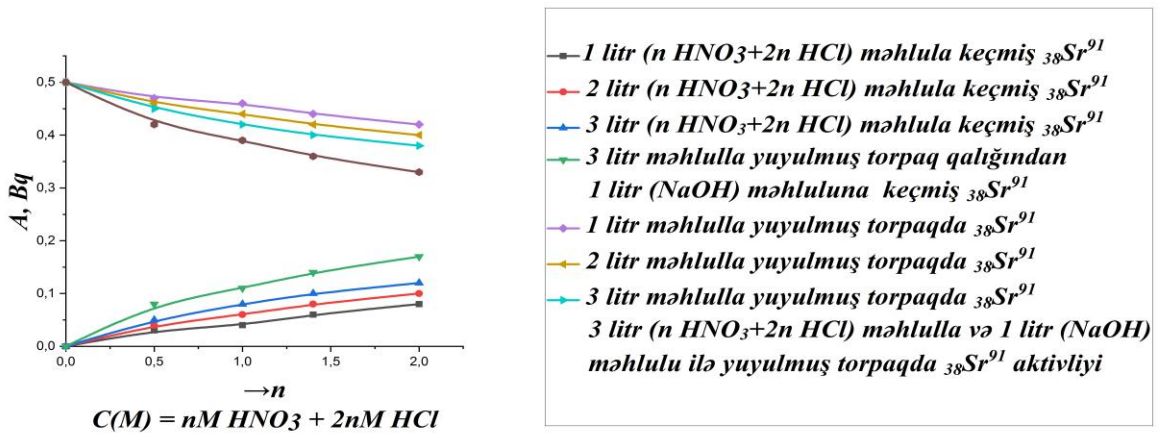 0,5
0,4
0,3
0,2
0,1
0,0
A, Bq
0,0 0,5 1,0 1,5 2,0
→n
C(M) = nM HNO3 + 2nM HCl
1 litr (n HNO3+2n HCl) məhlula keçmiş ₃₈Sr⁹¹
2 litr (n HNO3+2n HCl) məhlula keçmiş ₃₈Sr⁹¹
3 litr (n HNO₃+2n HCl) məhlula keçmiş ₃₈Sr⁹¹
3 litr məhlulla yuyulmuş torpaq qalığından
1 litr (NaOH) məhluluna keçmiş ₃₈Sr⁹¹
1 litr məhlulla yuyulmuş torpaqda ₃₈Sr⁹¹
2 litr məhlulla yuyulmuş torpaqda ₃₈Sr⁹¹
3 litr məhlulla yuyulmuş torpaqda ₃₈Sr⁹¹
3 litr (n HNO₃+2n HCl) məhlulla və 1 litr (NaOH)
məhlulu ilə yuyulmuş torpaqda ₃₈Sr⁹¹ aktivliyi